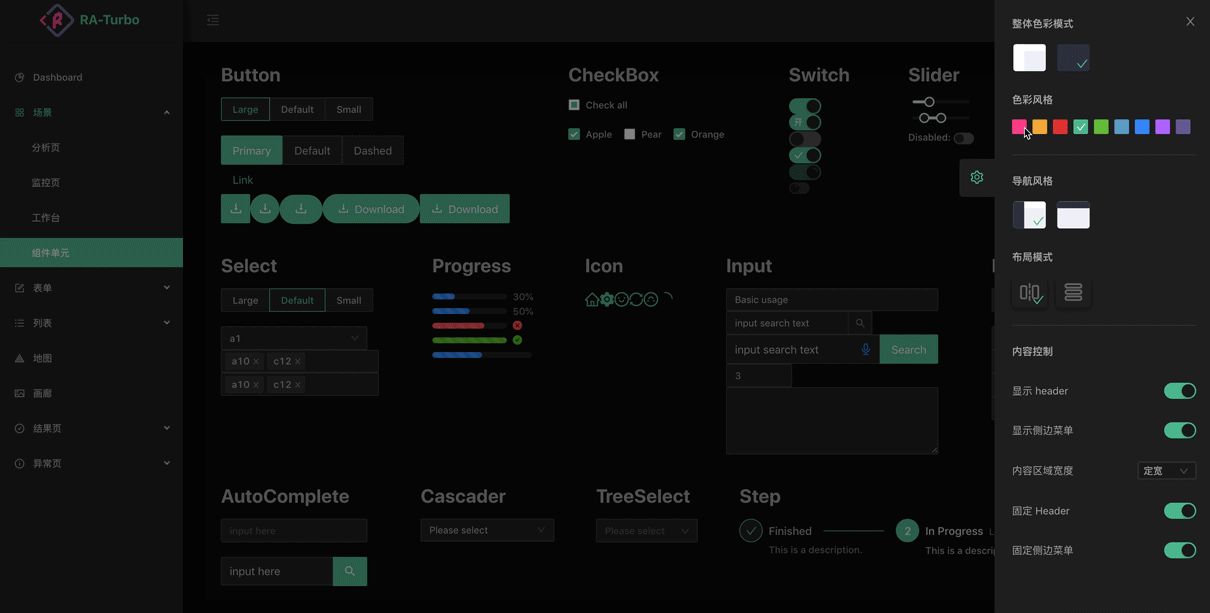 RA-Turbo
Dashboard
场景
分析页
监控页
工作台
组件单元
表单
列表
地图
画廊
结果页
异常页
Button
Large Default Small
Primary Default Dashed
Link
Download Download
CheckBox
Check all
Apple Pear Orange
Switch
开
Slider
Disabled:
Select
Large Default Small
a1
a10 c12
a10 c12
Progress
30%
50%
Icon
Input
Basic usage
input search text
input search text Search
3
AutoComplete
input here
input here
Cascader
Please select
TreeSelect
Please select
Step
Finished
This is a description.
2 In Progress
This is a descri
整体色彩模式
色彩风格
导航风格
布局模式
内容控制
显示 header
显示侧边菜单
内容区域宽度 定宽
固定 Header
固定侧边菜单